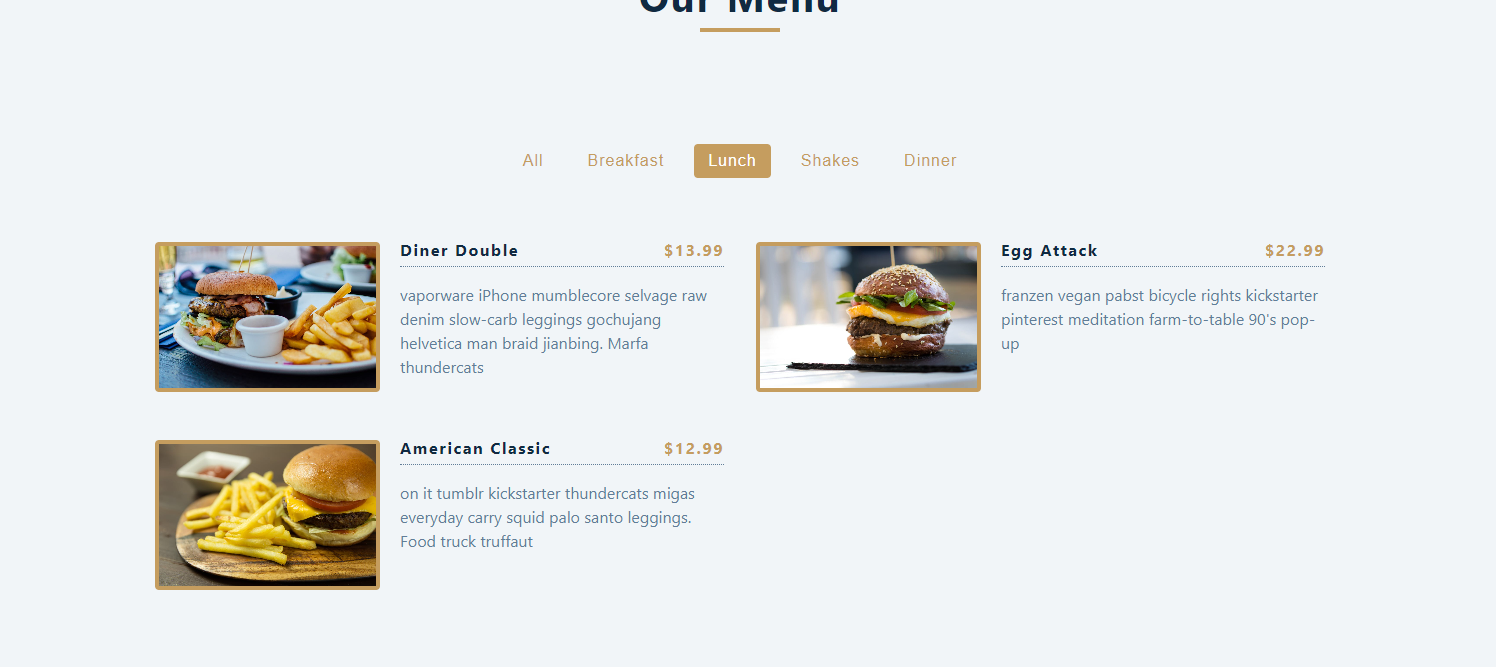 Our Menu
All
Breakfast
Lunch
Shakes
Dinner
Diner Double
$13.99
vaporware iPhone mumblecore selvage raw
denim slow-carb leggings gochujang
helvetica man braid jianbing. Marfa
thundercats
Egg Attack
$22.99
franzen vegan pabst bicycle rights kickstarter
pinterest meditation farm-to-table 90's pop-
up
American Classic
$12.99
on it tumblr kickstarter thundercats migas
everyday carry squid palo santo leggings.
Food truck truffaut